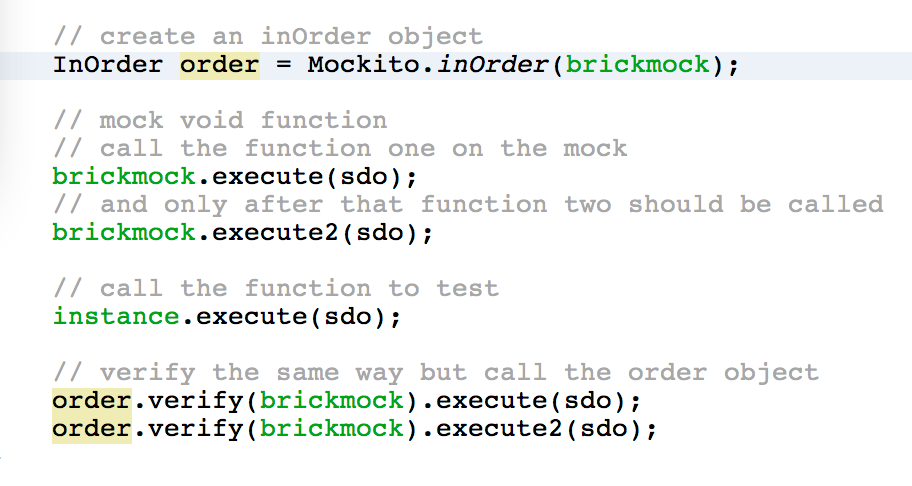 // create an inOrder object
InOrder order = Mockito.inOrder(brickmock);
// mock void function
// call the function one on the mock
brickmock.execute(sdo);
// and only after that function two should be called
brickmock.execute2(sdo);
// call the function to test
instance.execute(sdo);
// verify the same way but call the order object
order.verify(brickmock).execute(sdo);
order.verify(brickmock).execute2(sdo);